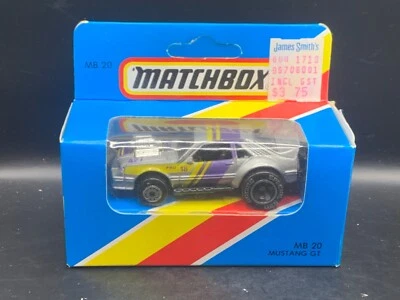 MB 20
MATCHBOX
James Smith's
INCL GST
$3 75
MB 20
MUSTANG GT